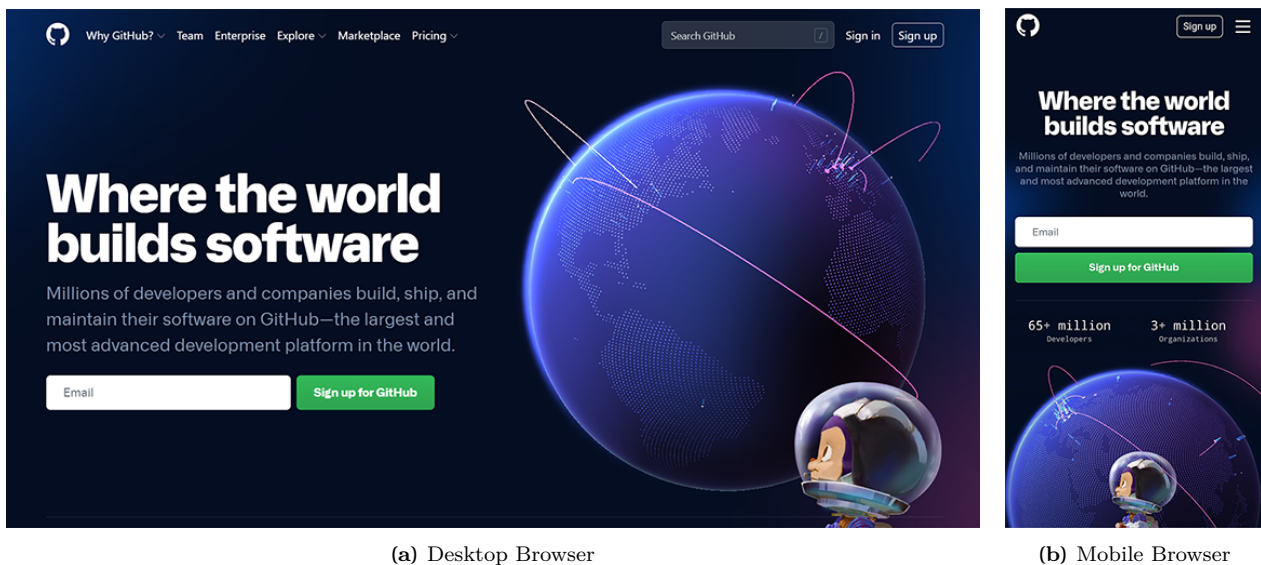 Why GitHub? Team Enterprise Explore Marketplace Pricing Search GitHub / Sign in Sign up
Where the world
builds software
Millions of developers and companies build, ship, and
maintain their software on GitHub—the largest and
most advanced development platform in the world.
Email Sign up for GitHub
(a) Desktop Browser
Sign up
Where the world
builds software
Millions of developers and companies build, ship,
and maintain their software on GitHub—the largest
and most advanced development platform in the
world.
Email
Sign up for GitHub
65+ million 3+ million
Developers Organizations
(b) Mobile Browser